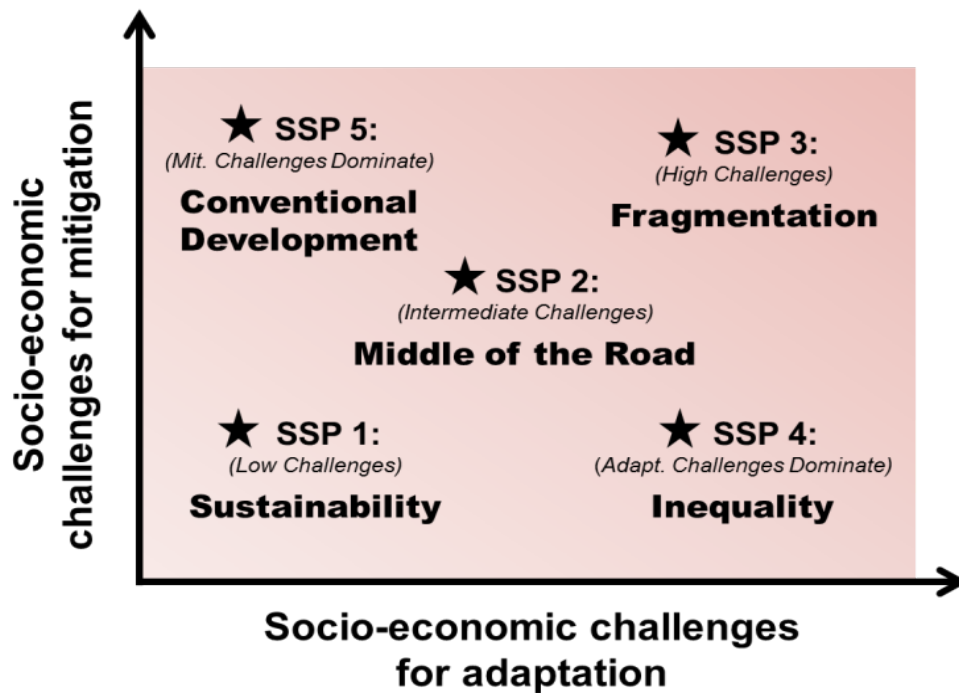 Socio-economic
challenges for mitigation
SSP 5:
(Mit. Challenges Dominate)
Conventional
Development
SSP 3:
(High Challenges)
Fragmentation
SSP 2:
(Intermediate Challenges)
Middle of the Road
SSP 1:
(Low Challenges)
Sustainability
SSP 4:
(Adapt. Challenges Dominate)
Inequality
Socio-economic challenges
for adaptation